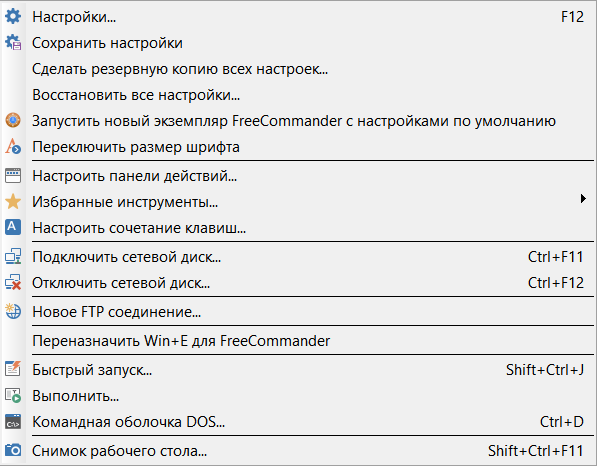 Настройки... F12
Сохранить настройки
Сделать резервную копию всех настроек...
Восстановить все настройки...
Запустить новый экземпляр FreeCommander с настройками по умолчанию
Переключить размер шрифта
Настроить панели действий...
Избранные инструменты...
Настроить сочетание клавиш...
Подключить сетевой диск... Ctrl+F11
Отключить сетевой диск... Ctrl+F12
Новое FTP соединение...
Переназначить Win+E для FreeCommander
Быстрый запуск... Shift+Ctrl+J
Выполнить...
Командная оболочка DOS... Ctrl+D
Снимок рабочего стола... Shift+Ctrl+F11